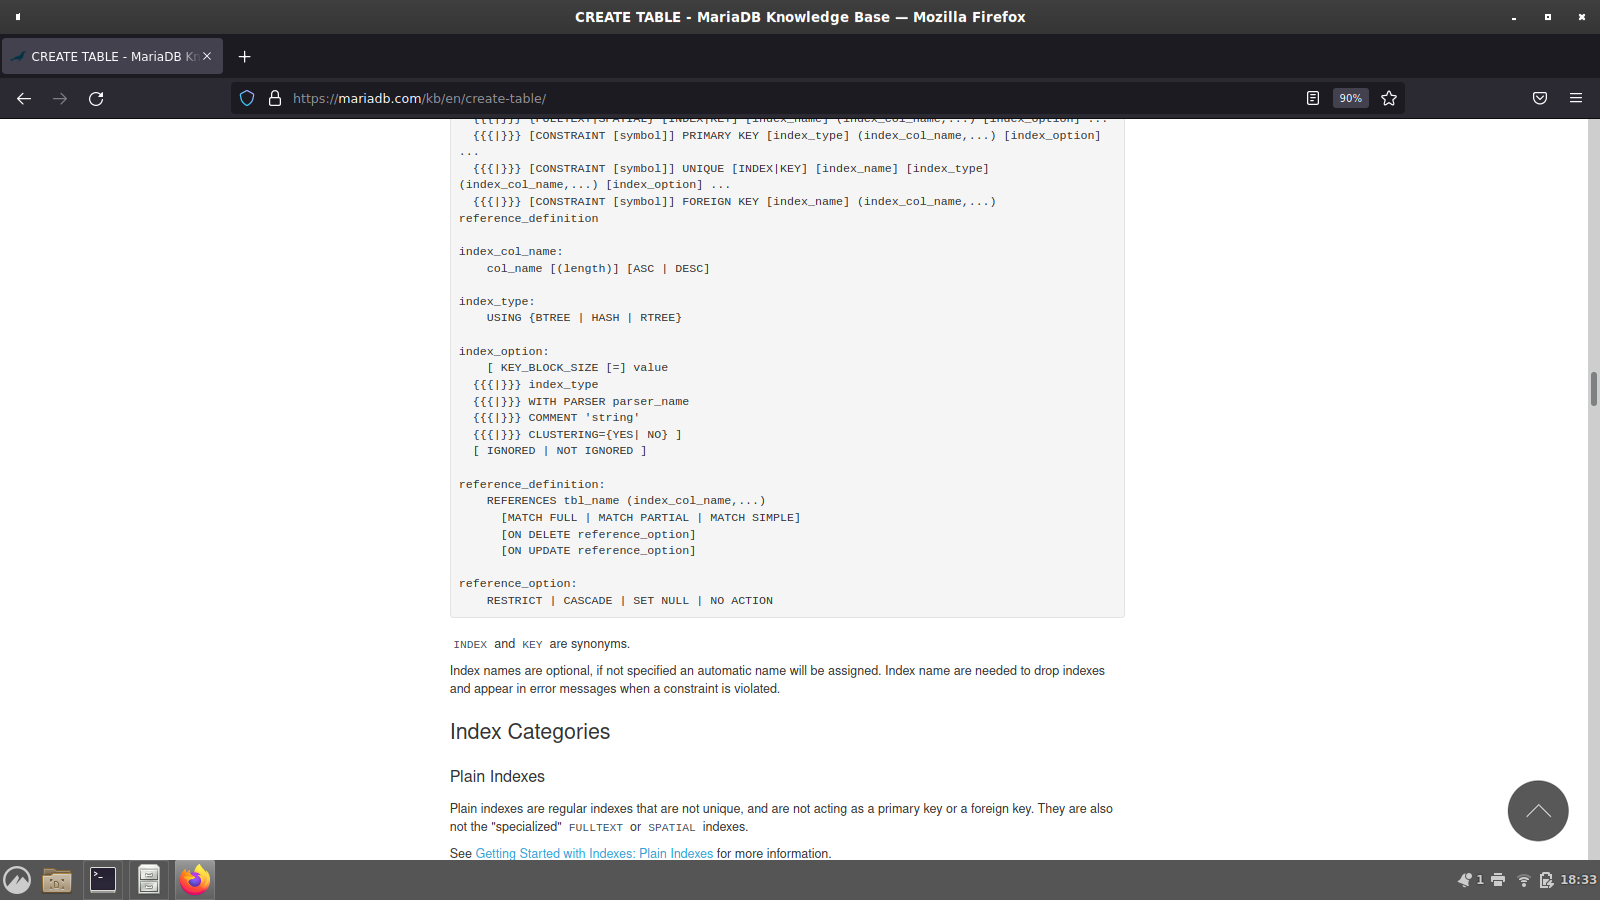 CREATE TABLE - MariaDB Knowledge Base — Mozilla Firefox
CREATE TABLE - MariaDB Kn
https://mariadb.com/kb/en/create-table/
90%
{{{|}}} {FULLTEXT|SPATIAL} [INDEX|KEY] [index_name] (index_col_name,...) [index_option] ...
{{{|}}} [CONSTRAINT [symbol]] PRIMARY KEY [index_type] (index_col_name,...) [index_option]
...
{{{|}}} [CONSTRAINT [symbol]] UNIQUE [INDEX|KEY] [index_name] [index_type]
(index_col_name,...) [index_option] ...
{{{|}}} [CONSTRAINT [symbol]] FOREIGN KEY [index_name] (index_col_name,...)
reference_definition
index_col_name:
col_name [(length)] [ASC | DESC]
index_type:
USING {BTREE | HASH | RTREE}
index_option:
[ KEY_BLOCK_SIZE [=] value
{{{|}}} index_type
{{{|}}} WITH PARSER parser_name
{{{|}}} COMMENT 'string'
{{{|}}} CLUSTERING={YES| NO} ]
[ IGNORED | NOT IGNORED ]
reference_definition:
REFERENCES tbl_name (index_col_name,...)
[MATCH FULL | MATCH PARTIAL | MATCH SIMPLE]
[ON DELETE reference_option]
[ON UPDATE reference_option]
reference_option:
RESTRICT | CASCADE | SET NULL | NO ACTION
INDEX and KEY are synonyms.
Index names are optional, if not specified an automatic name will be assigned. Index name are needed to drop indexes
and appear in error messages when a constraint is violated.
Index Categories
Plain Indexes
Plain indexes are regular indexes that are not unique, and are not acting as a primary key or a foreign key. They are also
not the "specialized" FULLTEXT or SPATIAL indexes.
See Getting Started with Indexes: Plain Indexes for more information.
1
18:33